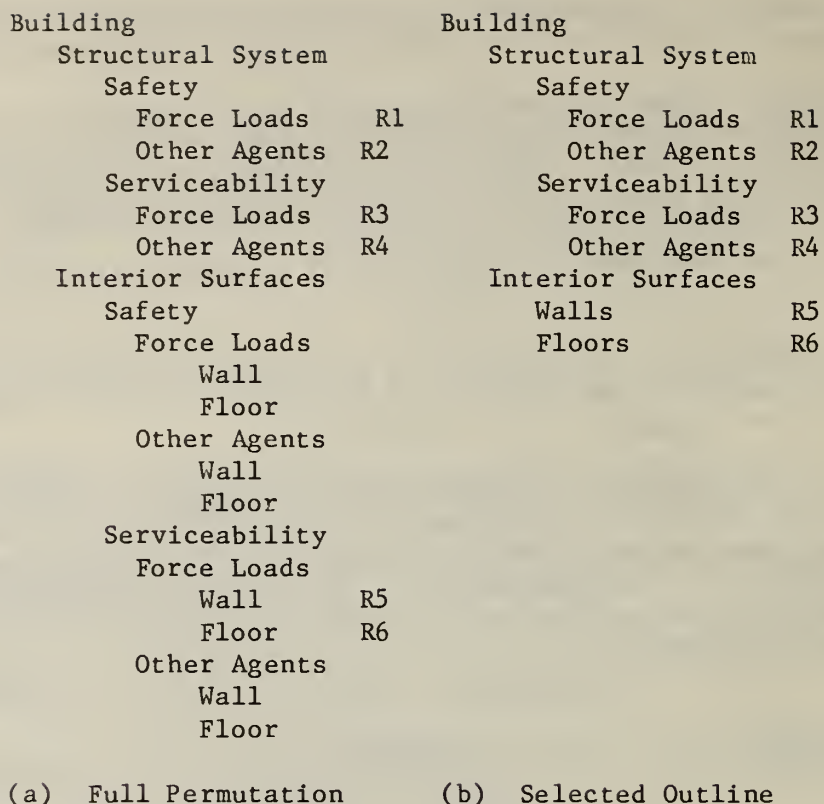 Building
Structural System
Safety
Force Loads R1
Other Agents R2
Serviceability
Force Loads R3
Other Agents R4
Interior Surfaces
Safety
Force Loads
Wall
Floor
Other Agents
Wall
Floor
Serviceability
Force Loads
Wall R5
Floor R6
Other Agents
Wall
Floor
(a) Full Permutation
Building
Structural System
Safety
Force Loads R1
Other Agents R2
Serviceability
Force Loads R3
Other Agents R4
Interior Surfaces
Walls R5
Floors R6
(b) Selected Outline